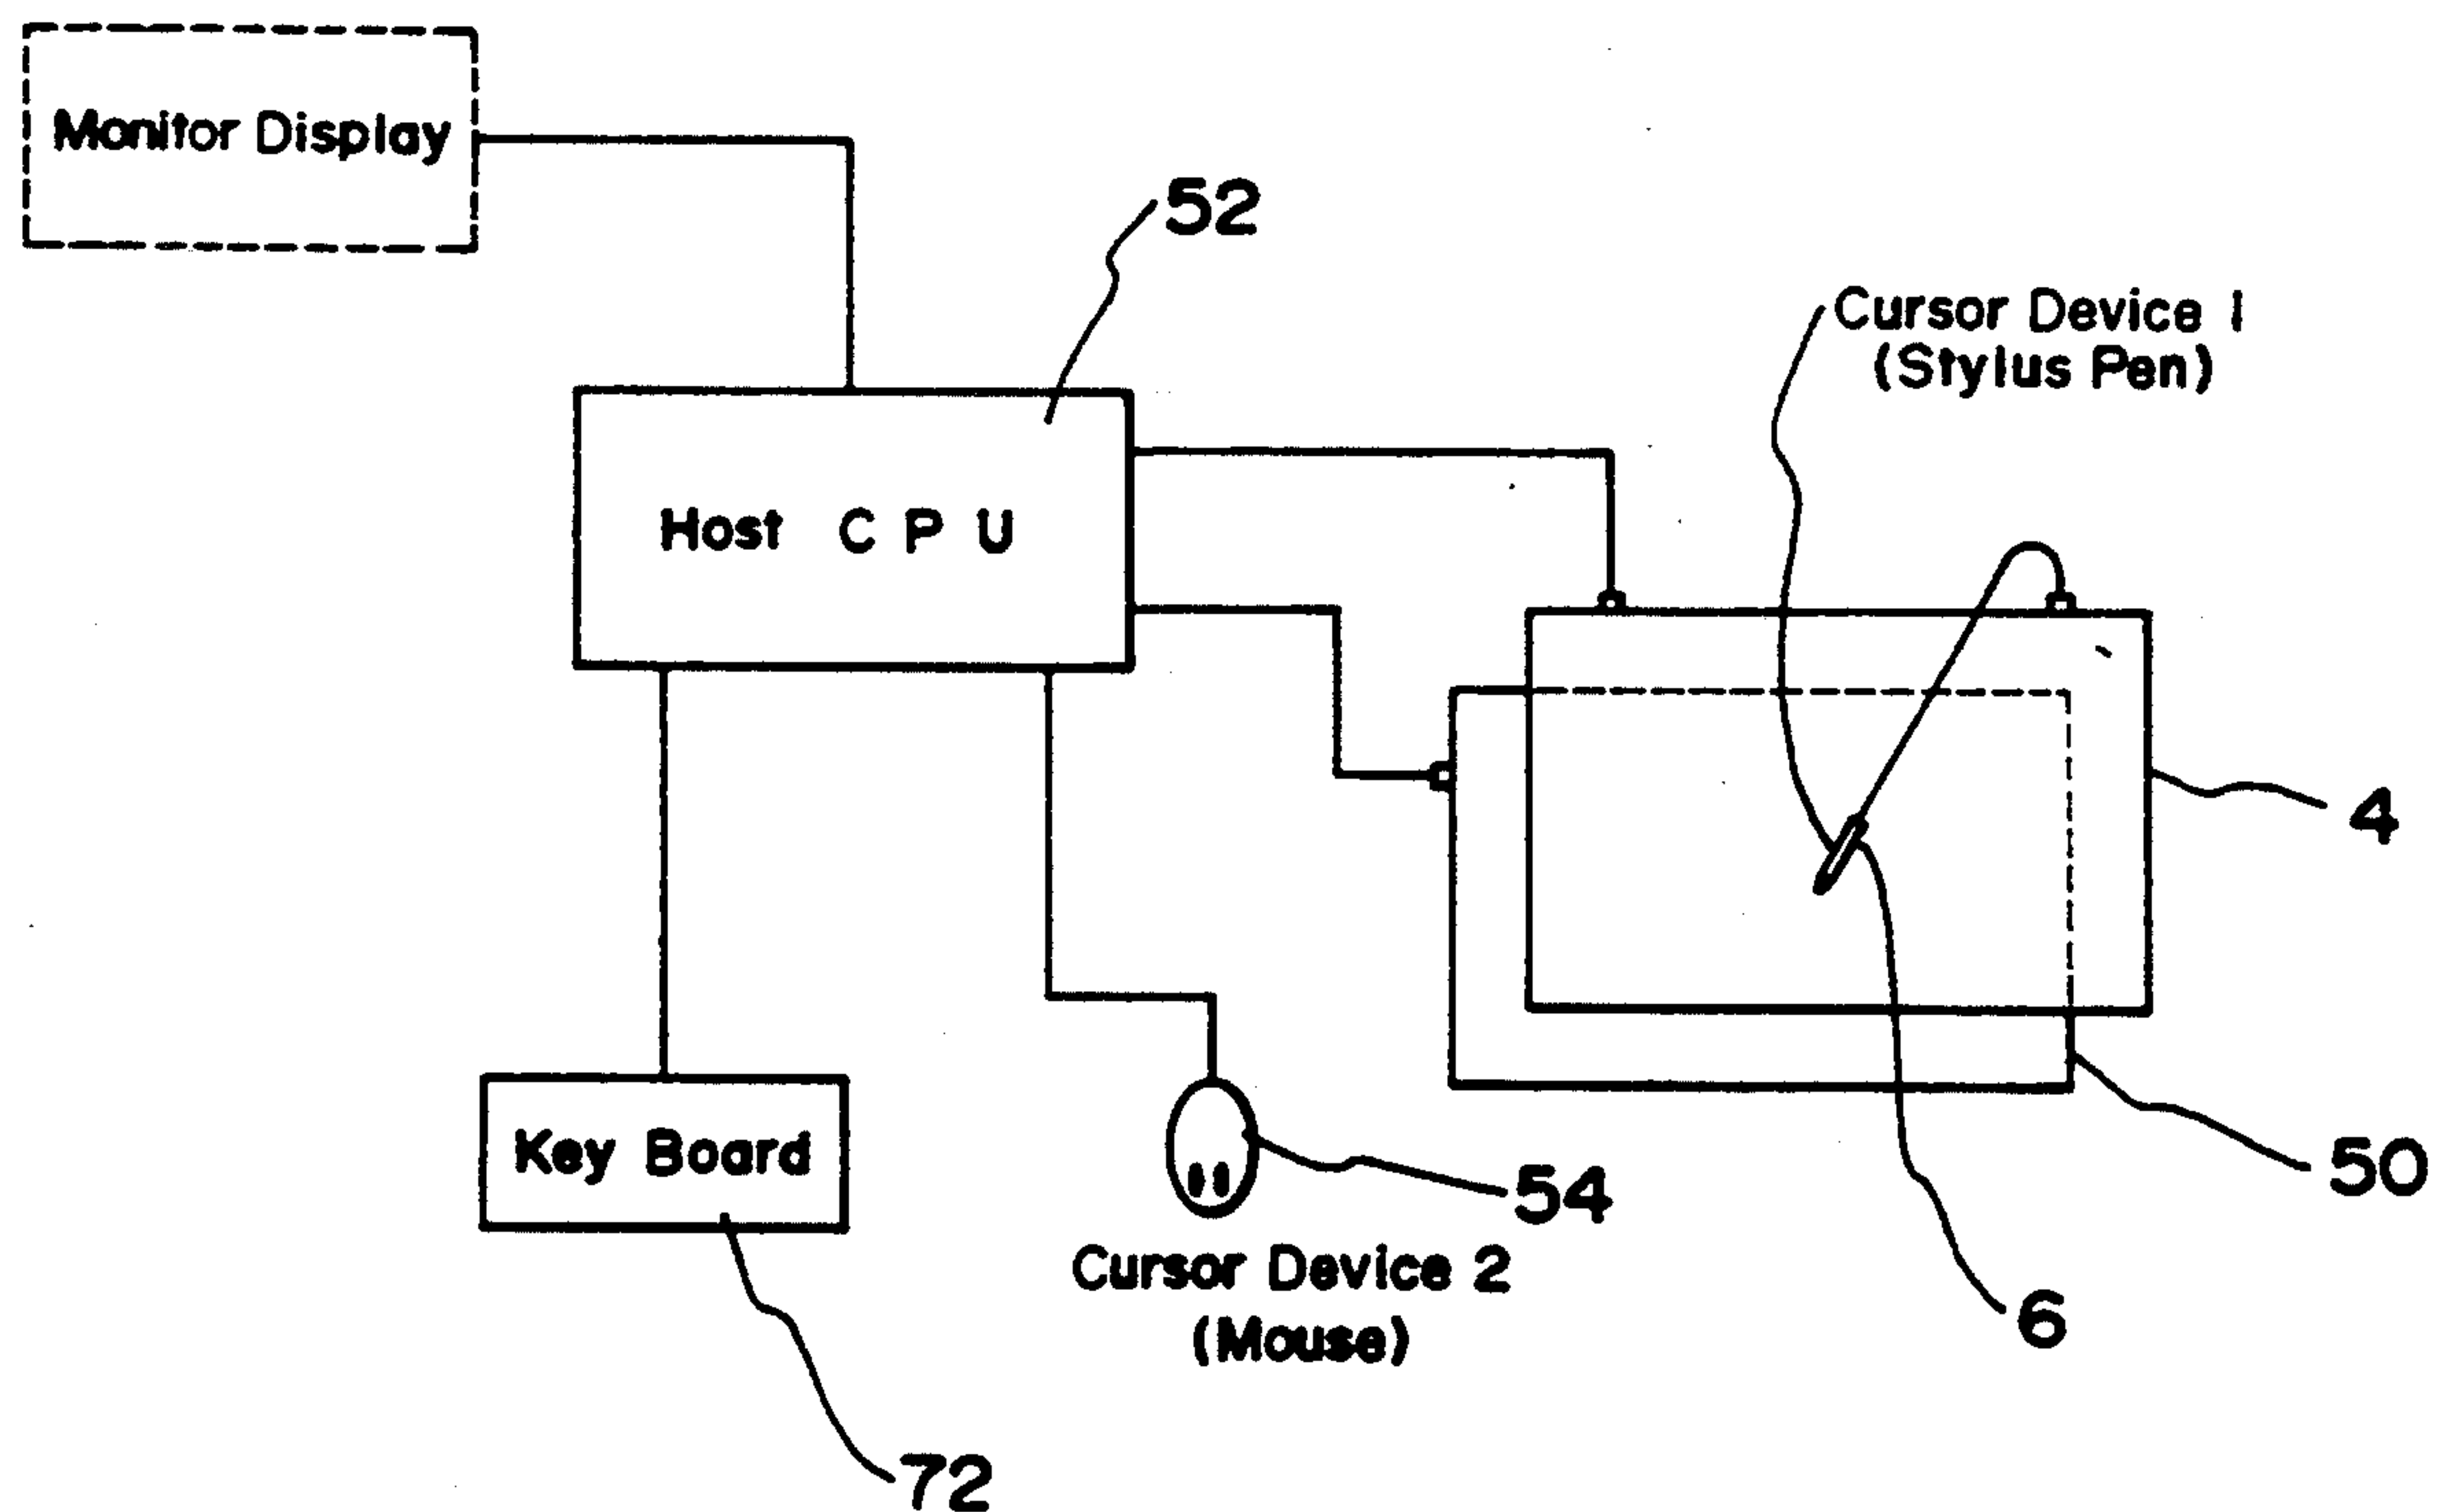 Monitor Display
52
Cursor Device 1
(Stylus Pen)
Host CPU
4
Key Board
54
50
Cursor Device 2
(Mouse)
6
72